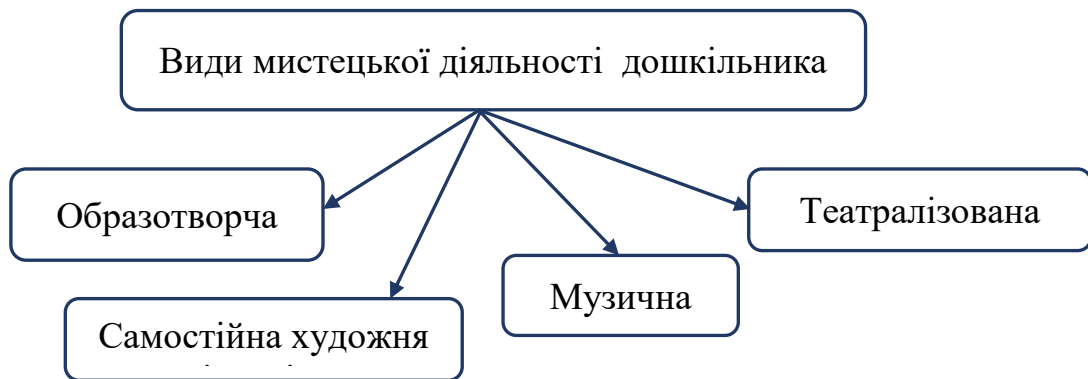 Види мистецької діяльності дошкільника
Образотворча
Театралізована
Музична
Самостійна художня